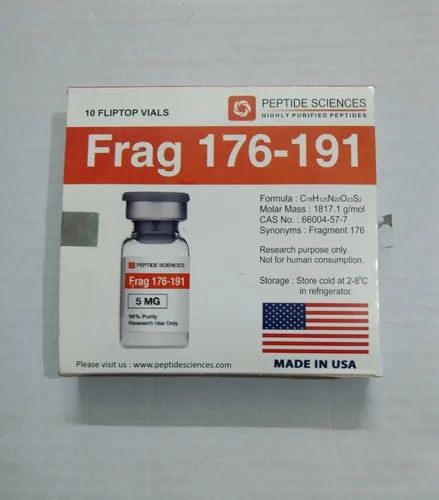 10 FLIPTOP VIALS
PEPTIDE SCIENCES
HIGHLY PURIFIED PEPTIDES
Frag 176-191
Formula : C₇₈H₁₂₅N₂₃O₂₃S₂
Molar Mass : 1817.1 g/mol
CAS No. : 66004-57-7
Synonyms : Fragment 176
Research purpose only.
Not for human consumption.
Storage : Store cold at 2-8°C
in refrigerator.
PEPTIDE SCIENCES
Frag 176-191
5 MG
99% Purity
Research Use Only
Please visit us : www.peptidesciences.com
MADE IN USA